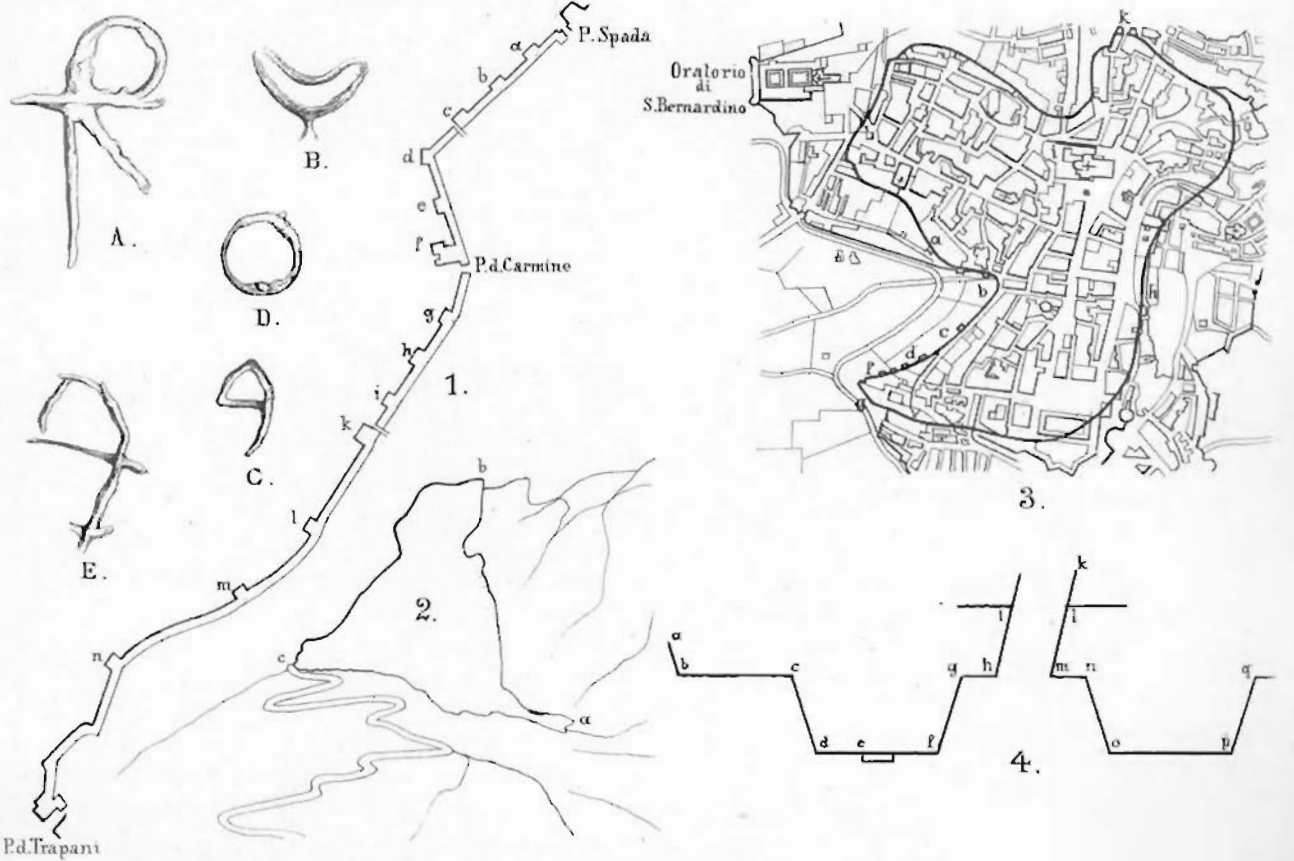 A.
B.
D.
C.
E.
P. Spada
a
b
c
d
e
f
P.d.Carmine
g
h
i
k
l
m
n
P.d.Trapani
1.
b
2.
c
a
Oratorio
di
S.Bernardino
k
a
b
c
d
f
g
h
3.
a
b
c
d
e
f
g
h
i
k
l
m
n
o
p
q
4.